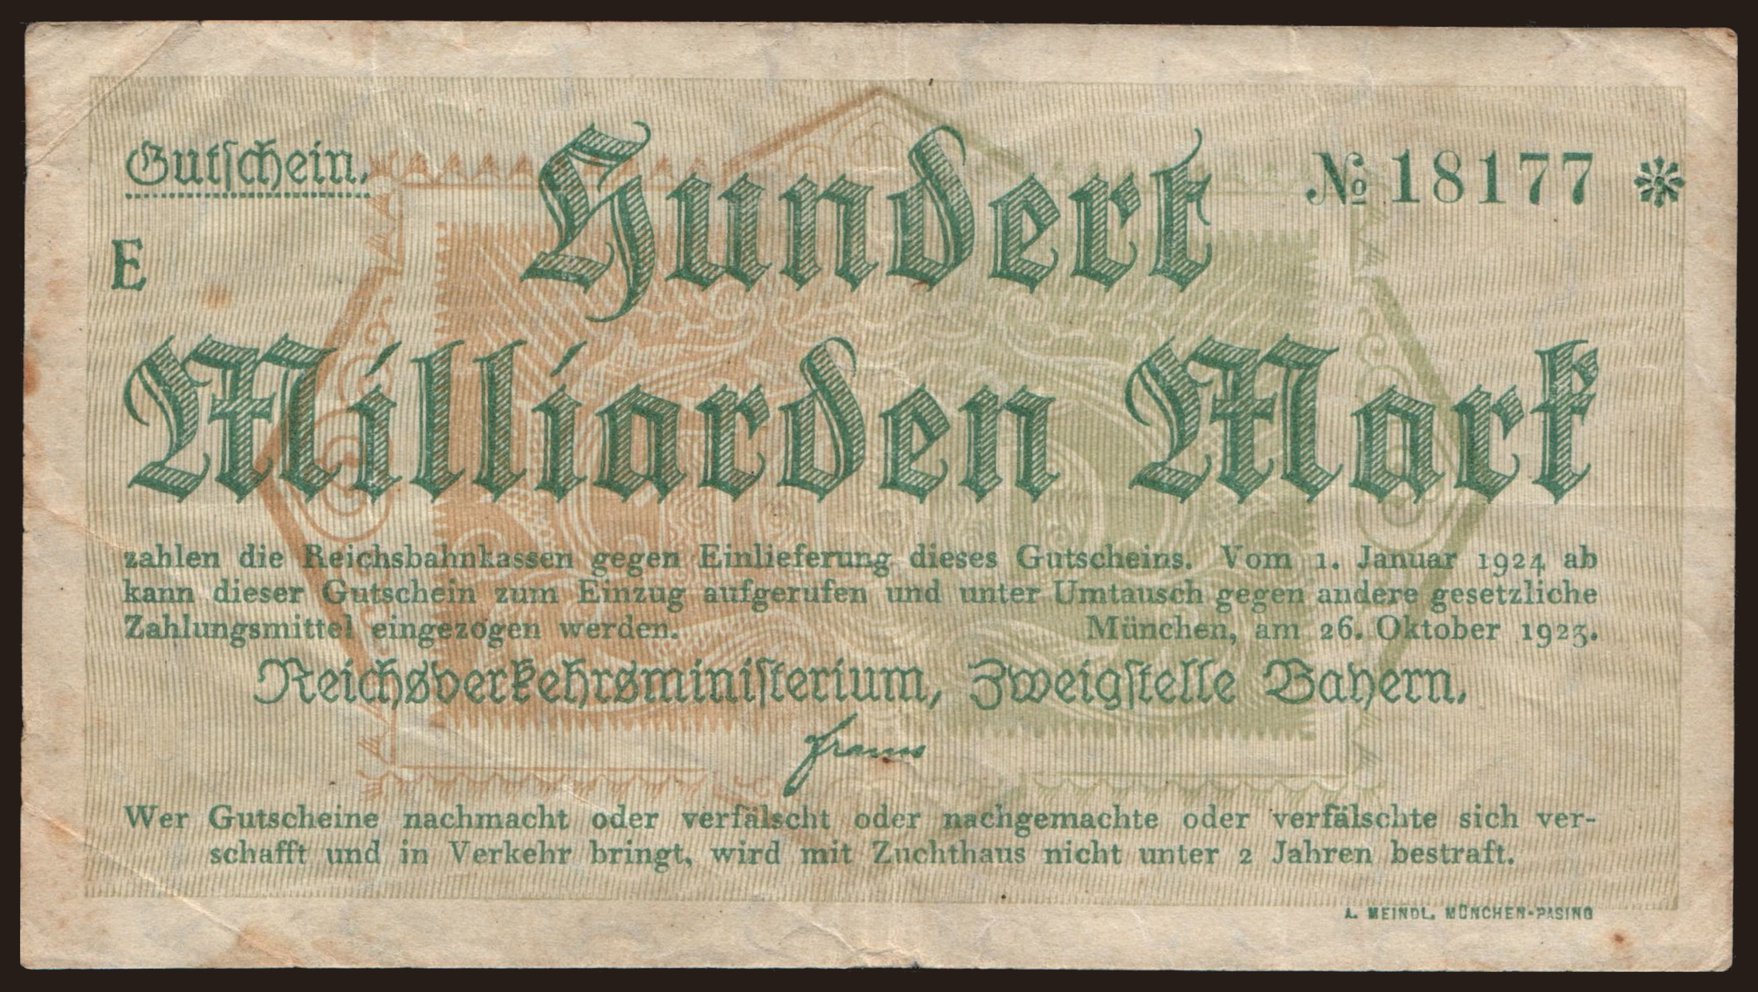 Gutschein.
Hundert
№ 18177 *
E
Milliarden Mark
zahlen die Reichsbahnkassen gegen Einlieferung dieses Gutscheins. Vom 1. Januar 1924 ab
kann dieser Gutschein zum Einzug aufgerufen und unter Umtausch gegen andere gesetzliche
Zahlungsmittel eingezogen werden. München, am 26. Oktober 1923.
Reichsverkehrsministerium, Zweigstelle Bayern.
Wer Gutscheine nachmacht oder verfälscht oder nachgemachte oder verfälschte sich ver-
schafft und in Verkehr bringt, wird mit Zuchthaus nicht unter 2 Jahren bestraft.
A. MEINDL. MÜNCHEN-PASING